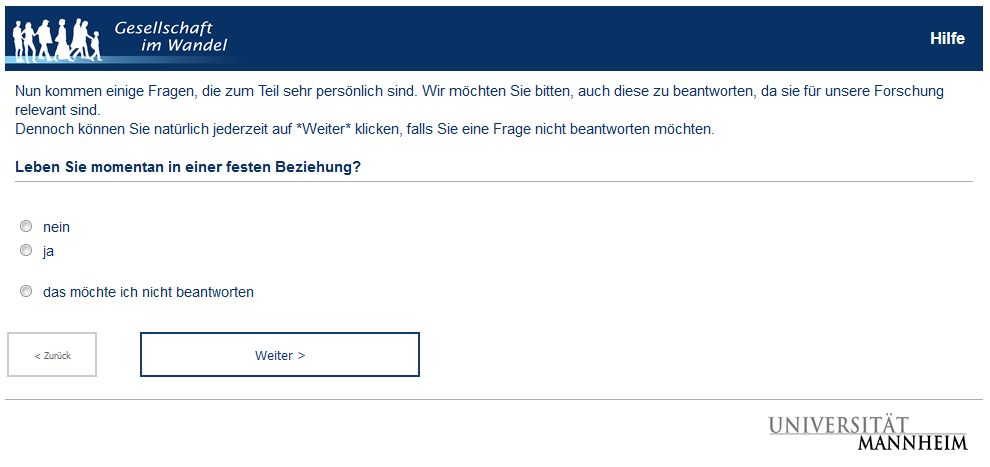 Gesellschaft
im Wandel
Hilfe
Nun kommen einige Fragen, die zum Teil sehr persönlich sind. Wir möchten Sie bitten, auch diese zu beantworten, da sie für unsere Forschung
relevant sind.
Dennoch können Sie natürlich jederzeit auf *Weiter* klicken, falls Sie eine Frage nicht beantworten möchten.
Leben Sie momentan in einer festen Beziehung?
nein
ja
das möchte ich nicht beantworten
< Zurück
Weiter >
UNIVERSITÄT
MANNHEIM